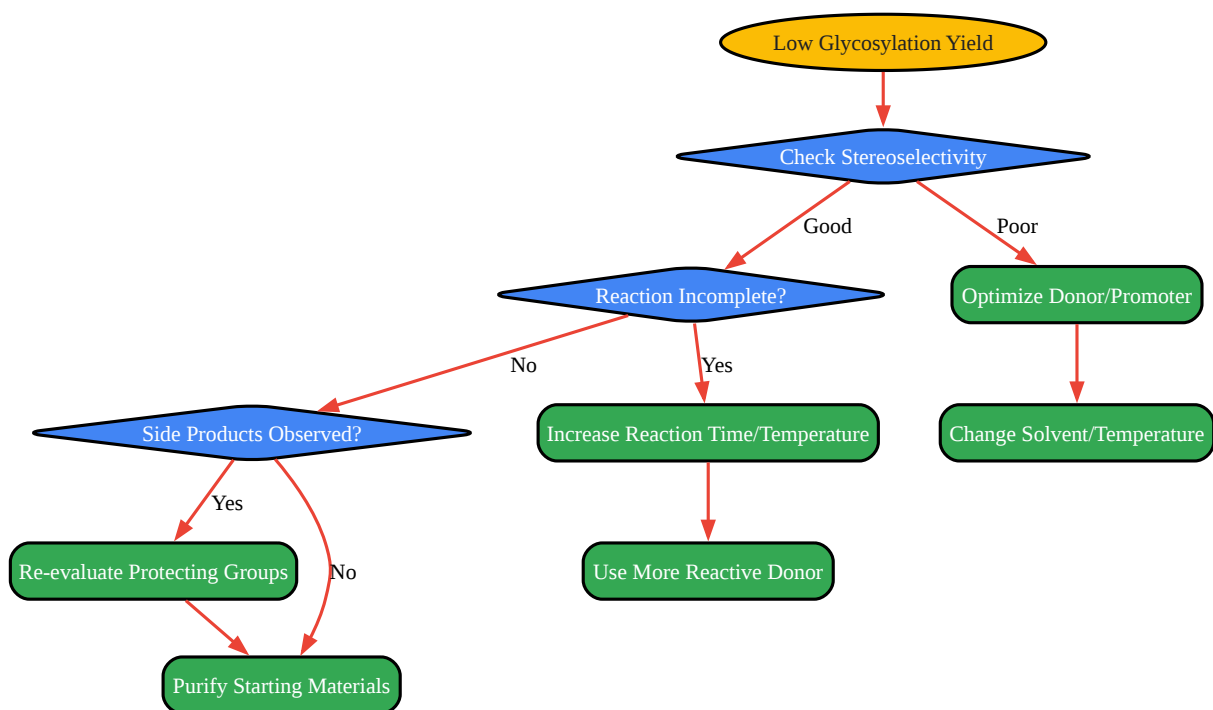 Low Glycosylation Yield
Check Stereoselectivity
Good
Poor
Reaction Incomplete?
Optimize Donor/Promoter
No
Yes
Side Products Observed?
Increase Reaction Time/Temperature
Change Solvent/Temperature
Yes
Re-evaluate Protecting Groups
No
Use More Reactive Donor
Purify Starting Materials